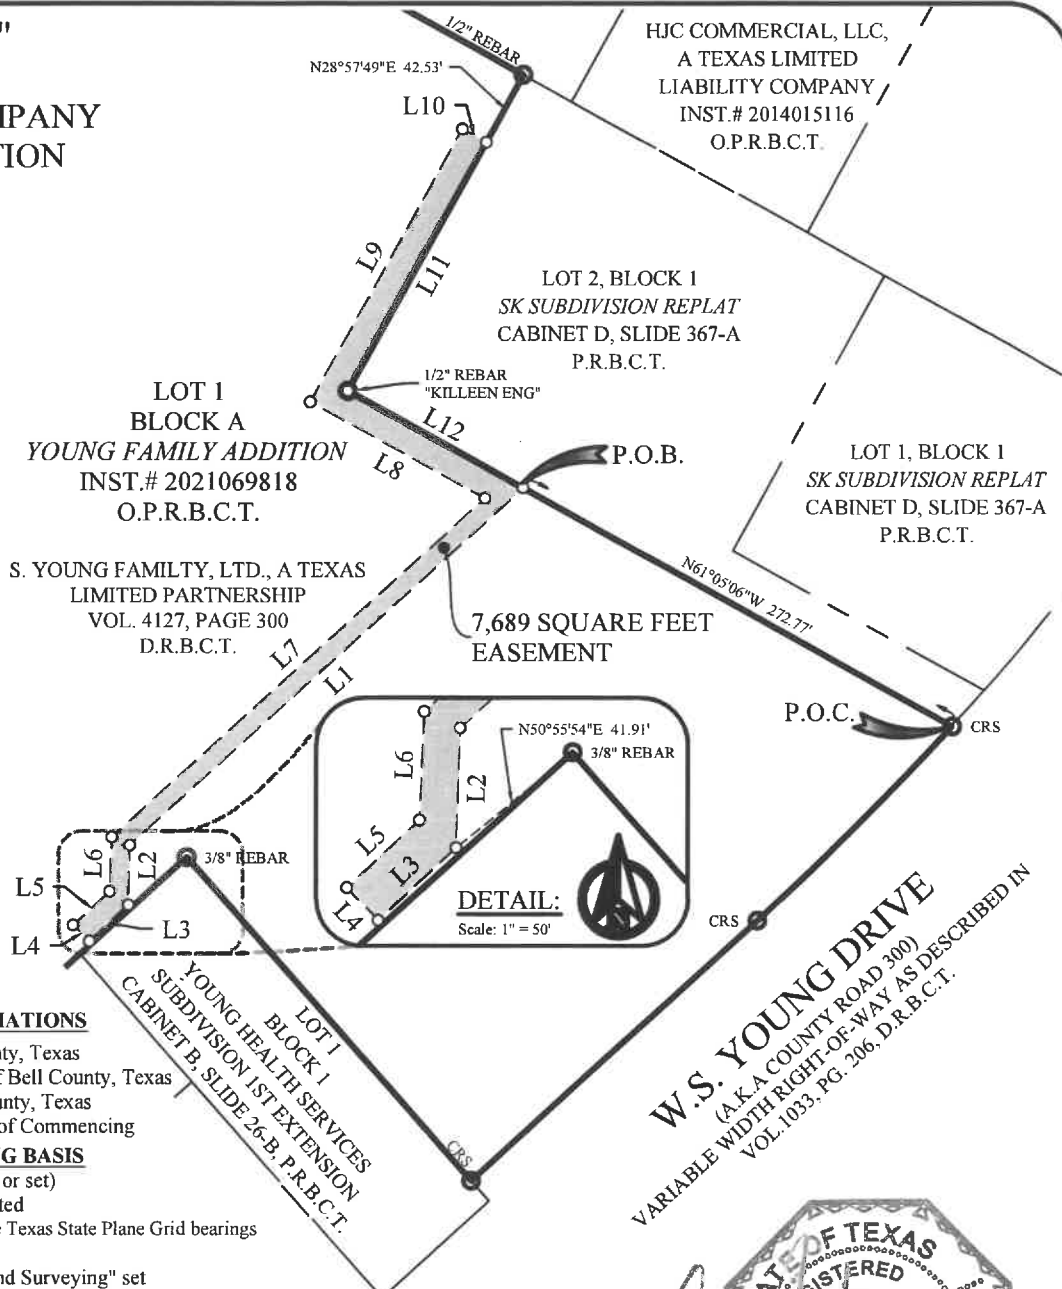 "
MPANY
TION
1/2" REBAR
N28°57'49"E 42.53'
L10
HJC COMMERCIAL, LLC,
A TEXAS LIMITED
LIABILITY COMPANY
INST.# 2014015116
O.P.R.B.C.T.
L9
L11
LOT 2, BLOCK 1
SK SUBDIVISION REPLAT
CABINET D, SLIDE 367-A
P.R.B.C.T.
1/2" REBAR
"KILLEEN ENG"
LOT 1
BLOCK A
YOUNG FAMILY ADDITION
INST.# 2021069818
O.P.R.B.C.T.
L12
L8
P.O.B.
LOT 1, BLOCK 1
SK SUBDIVISION REPLAT
CABINET D, SLIDE 367-A
P.R.B.C.T.
S. YOUNG FAMILTY, LTD., A TEXAS
LIMITED PARTNERSHIP
VOL. 4127, PAGE 300
D.R.B.C.T.
N61°05'06"W 272.77'
7,689 SQUARE FEET
EASEMENT
L7
L1
P.O.C.
CRS
N50°55'54"E 41.91'
3/8" REBAR
L6
L2
L5
L3
L4
DETAIL:
Scale: 1" = 50'
L6
L2
3/8" REBAR
L5
L4
L3
CRS
W.S. YOUNG DRIVE
(A.K.A COUNTY ROAD 300)
VARIABLE WIDTH RIGHT-OF-WAY AS DESCRIBED IN
VOL.1033, PG. 206, D.R.B.C.T.
LOT 1
BLOCK 1
YOUNG HEALTH SERVICES
SUBDIVISION 1ST EXTENSION
CABINET B, SLIDE 26-B, P.R.B.C.T.
CRS
IATIONS
nty, Texas
f Bell County, Texas
unty, Texas
of Commencing
G BASIS
or set)
ted
e Texas State Plane Grid bearings
nd Surveying" set
OF TEXAS